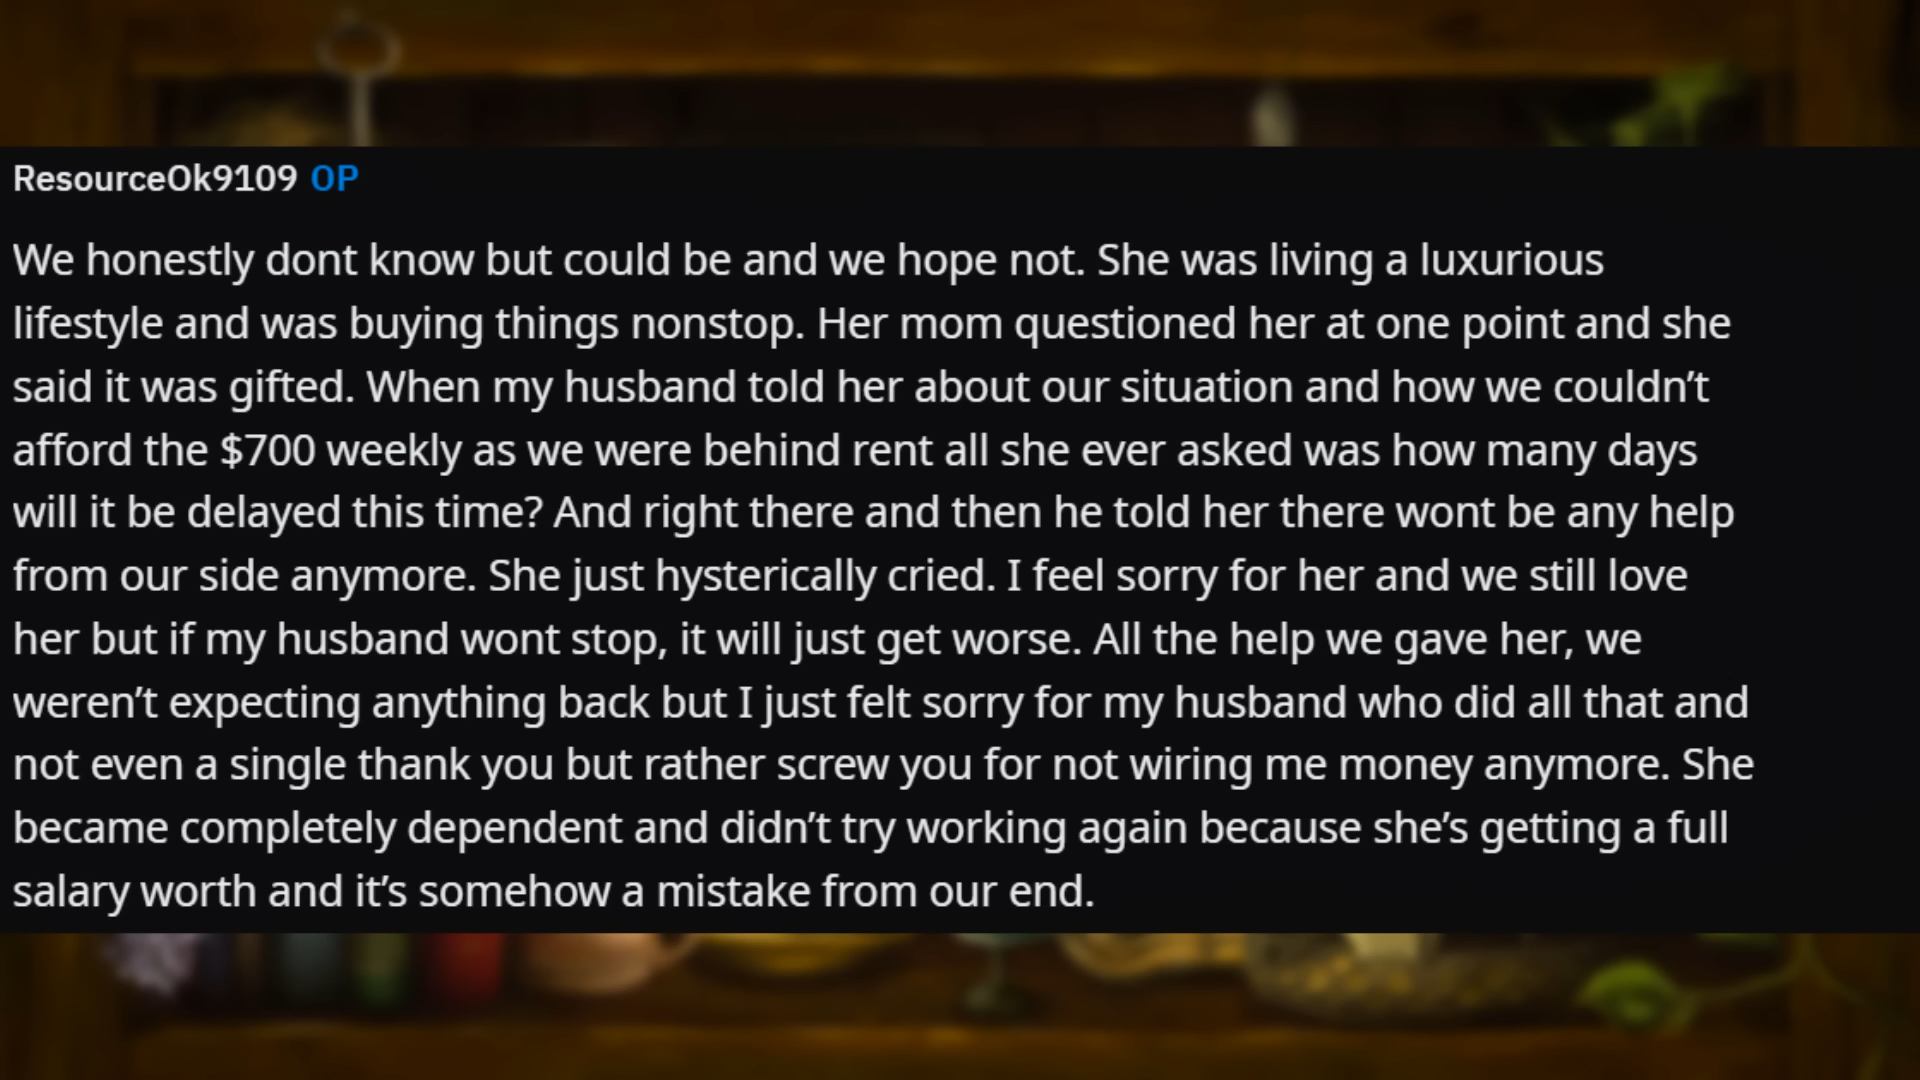 ResourceOk9109 OP
We honestly dont know but could be and we hope not. She was living a luxurious
lifestyle and was buying things nonstop. Her mom questioned her at one point and she
said it was gifted. When my husband told her about our situation and how we couldn’t
afford the $700 weekly as we were behind rent all she ever asked was how many days
will it be delayed this time? And right there and then he told her there wont be any help
from our side anymore. She just hysterically cried. I feel sorry for her and we still love
her but if my husband wont stop, it will just get worse. All the help we gave her, we
weren’t expecting anything back but I just felt sorry for my husband who did all that and
not even a single thank you but rather screw you for not wiring me money anymore. She
became completely dependent and didn’t try working again because she’s getting a full
salary worth and it’s somehow a mistake from our end.